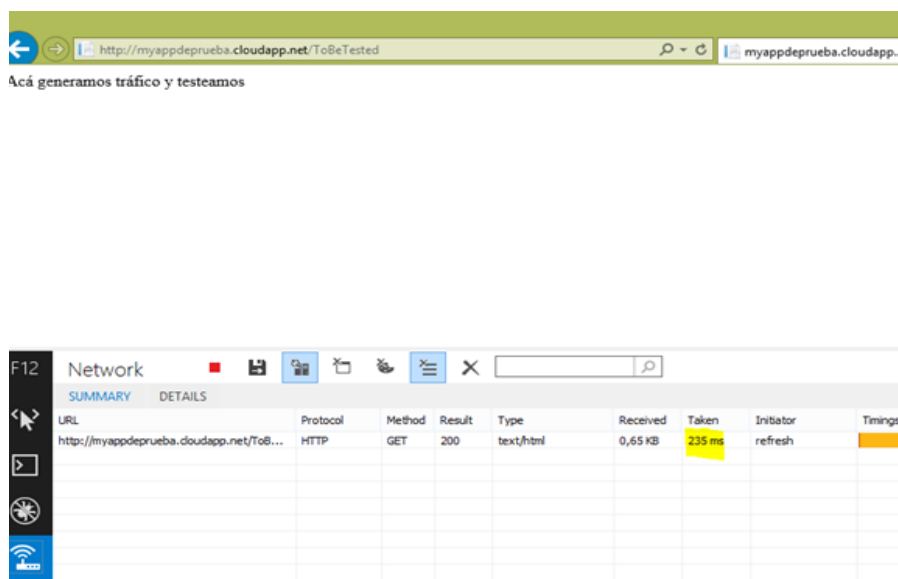 http://myappdeprueba.cloudapp.net/ToBeTested
myappdeprueba.cloudapp..
Acá generamos tráfico y testeamos
F12 Network
SUMMARY DETAILS
URL Protocol Method Result Type Received Taken Initiator Timings
http://myappdeprueba.cloudapp.net/ToB... HTTP GET 200 text/html 0,65 KB 235 ms refresh